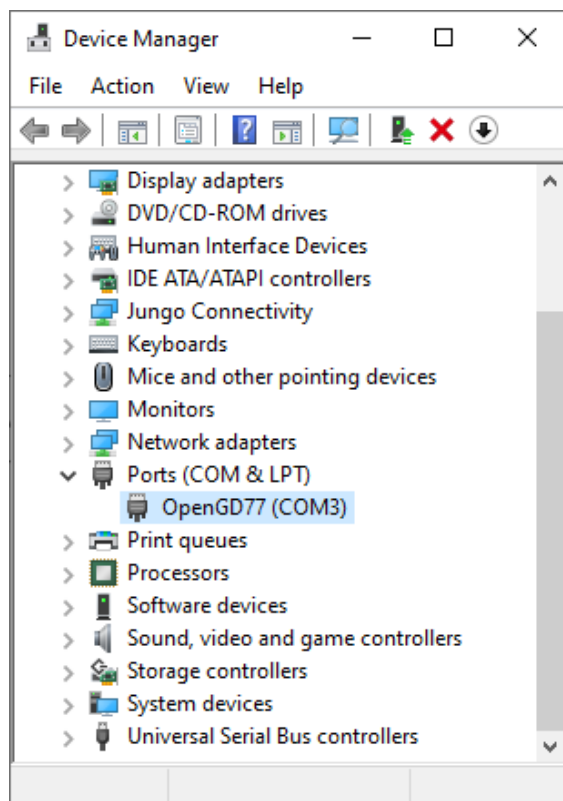 Device Manager
File Action View Help
Display adapters
DVD/CD-ROM drives
Human Interface Devices
IDE ATA/ATAPI controllers
Jungo Connectivity
Keyboards
Mice and other pointing devices
Monitors
Network adapters
Ports (COM & LPT)
OpenGD77 (COM3)
Print queues
Processors
Software devices
Sound, video and game controllers
Storage controllers
System devices
Universal Serial Bus controllers